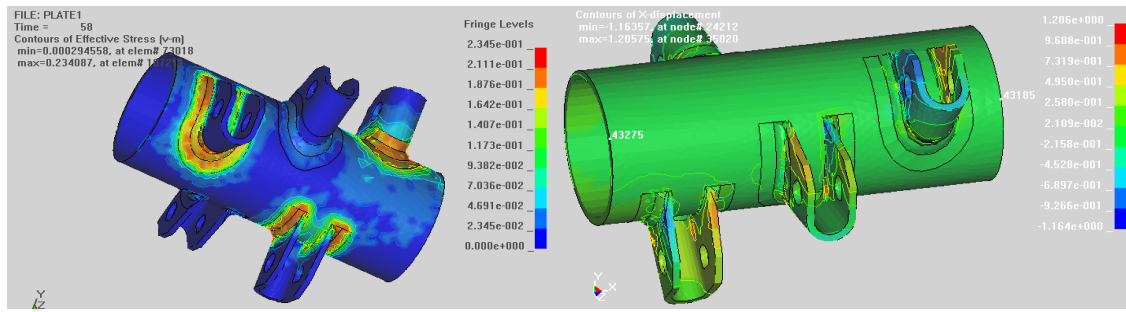 FILE: PLATE1
Time = 58
Contours of Effective Stress (v-m)
min=0.000294558, at elem# 73018
max=0.234087, at elem#
Fringe Levels
2.345e-001
2.111e-001
1.876e-001
1.642e-001
1.407e-001
1.173e-001
9.382e-002
7.036e-002
4.691e-002
2.345e-002
0.000e+000
Y
Z
Contours of X-displacement
min=-1.16357, at node# 24212
max=1.20575, at node# 35020
43275
43185
1.206e+000
9.688e-001
7.319e-001
4.950e-001
2.580e-001
2.109e-002
-2.158e-001
-4.528e-001
-6.897e-001
-9.266e-001
-1.164e+000
Y
X
Z